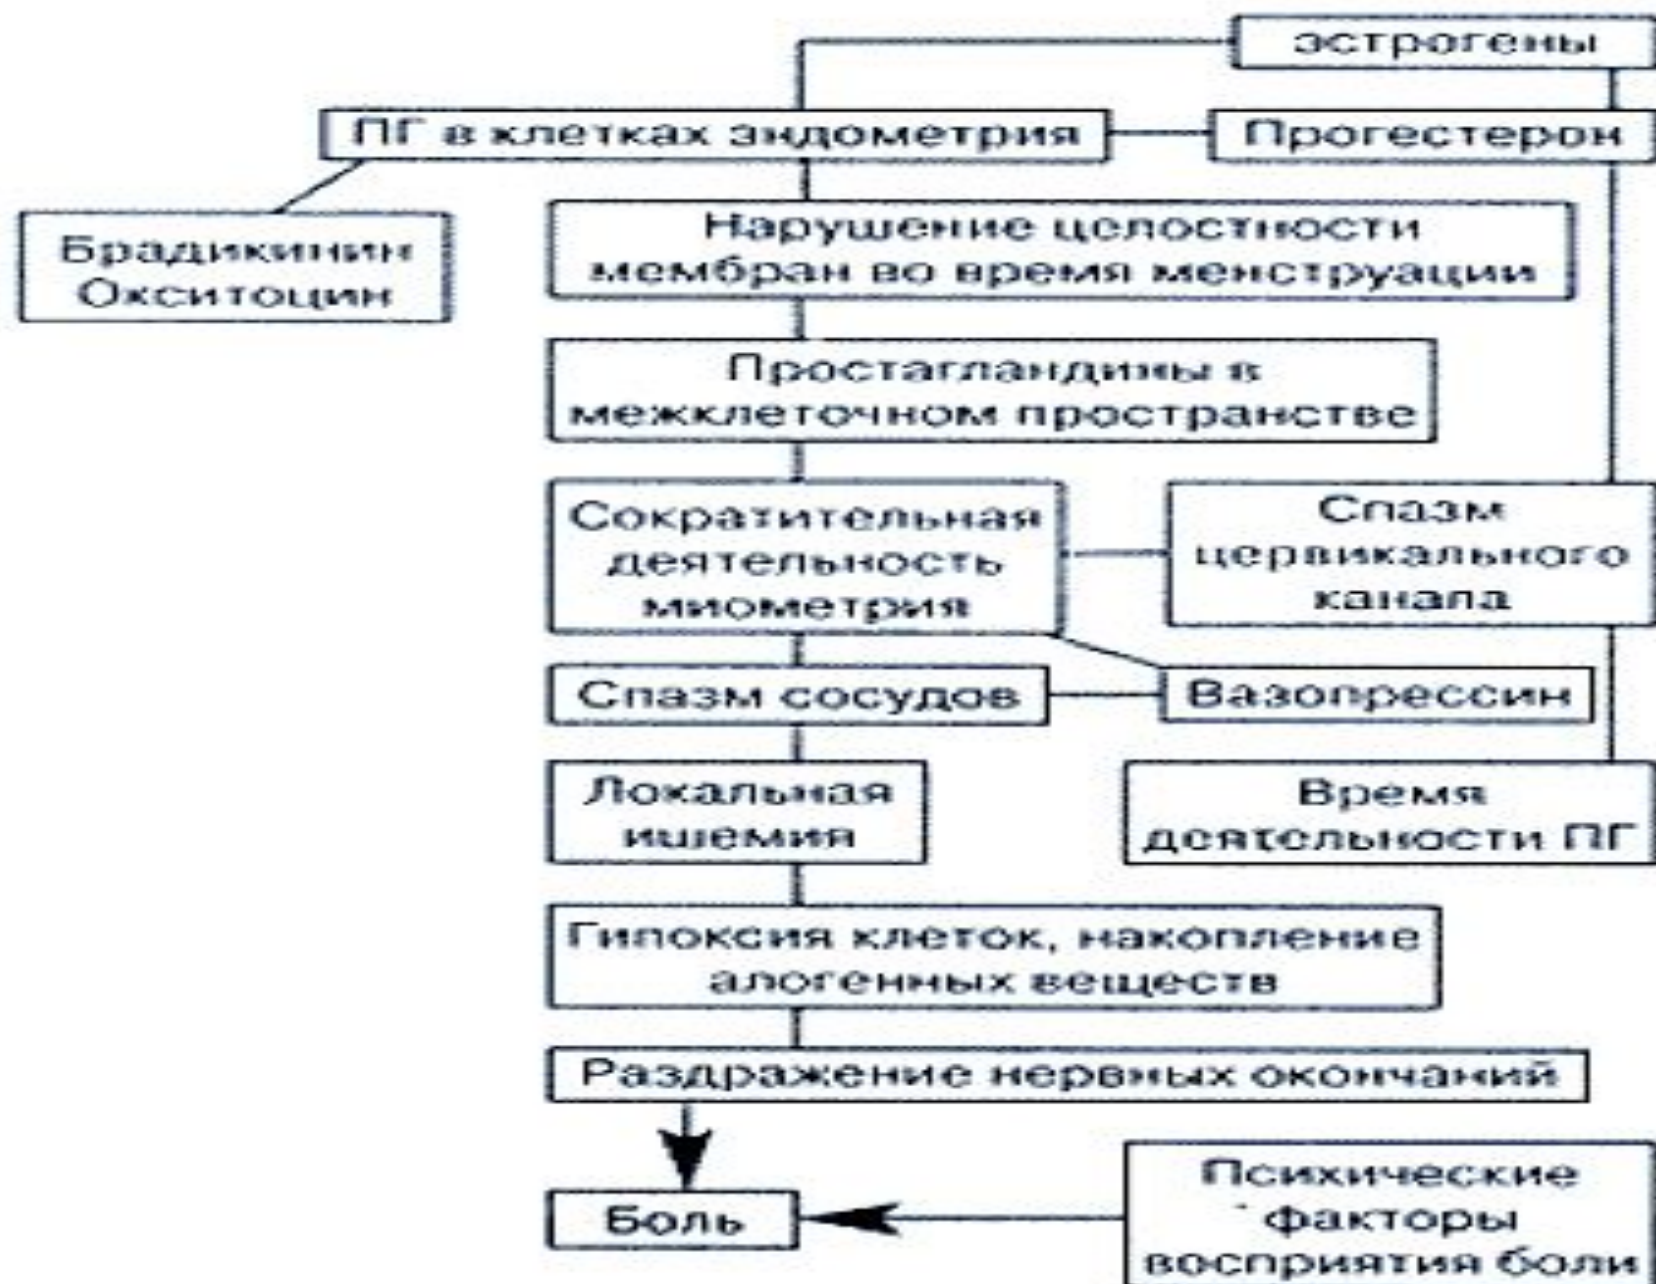 эстрогены
ПГ в клетках эндометрия
Прогестерон
Брадикинин
Окситоцин
Нарушение целостности
мембран во время менструации
Простагландины в
межклеточном пространстве
Сократительная
деятельность
миометрия
Спазм
цервикального
канала
Спазм сосудов
Вазопрессин
Локальная
ишемия
Время
деятельности ПГ
Гипоксия клеток, накопление
алогенных веществ
Раздражение нервных окончаний
Боль
Психические
факторы
восприятия боли